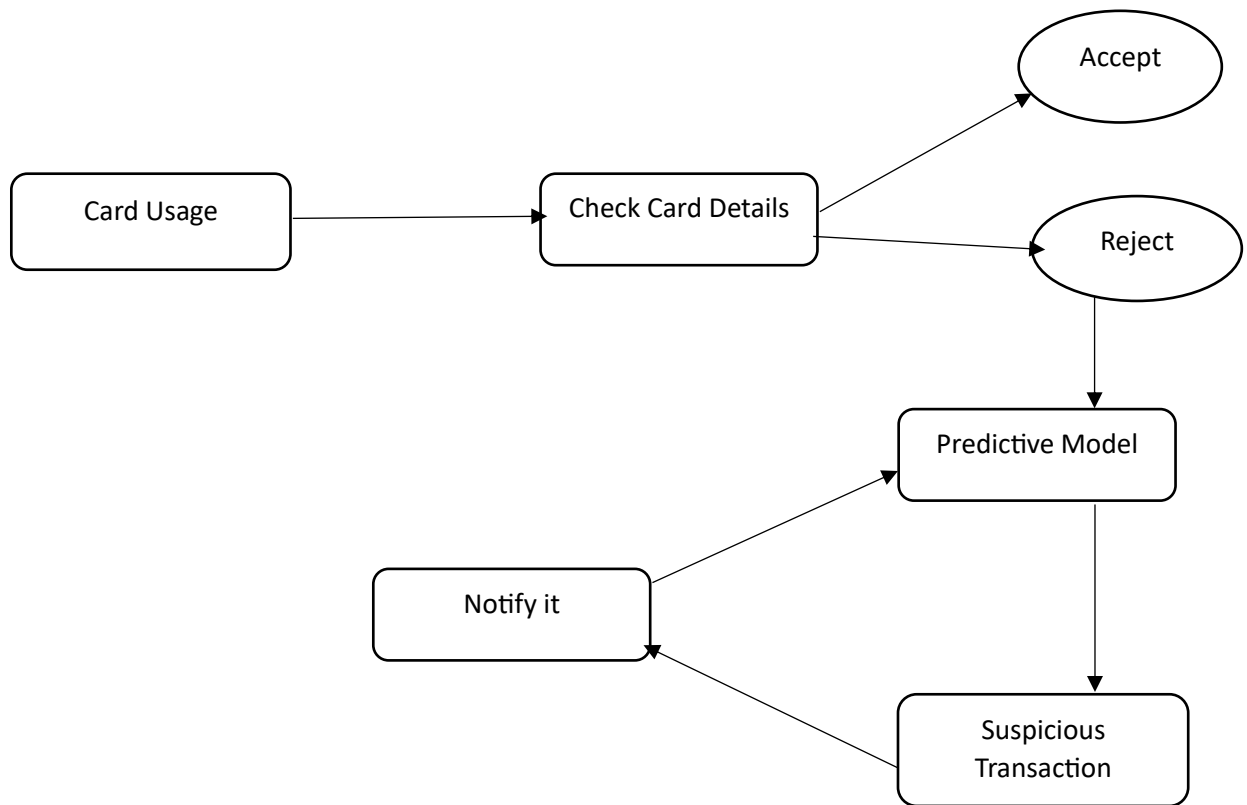 Accept
Card Usage
Check Card Details
Reject
Predictive Model
Notify it
Suspicious
Transaction